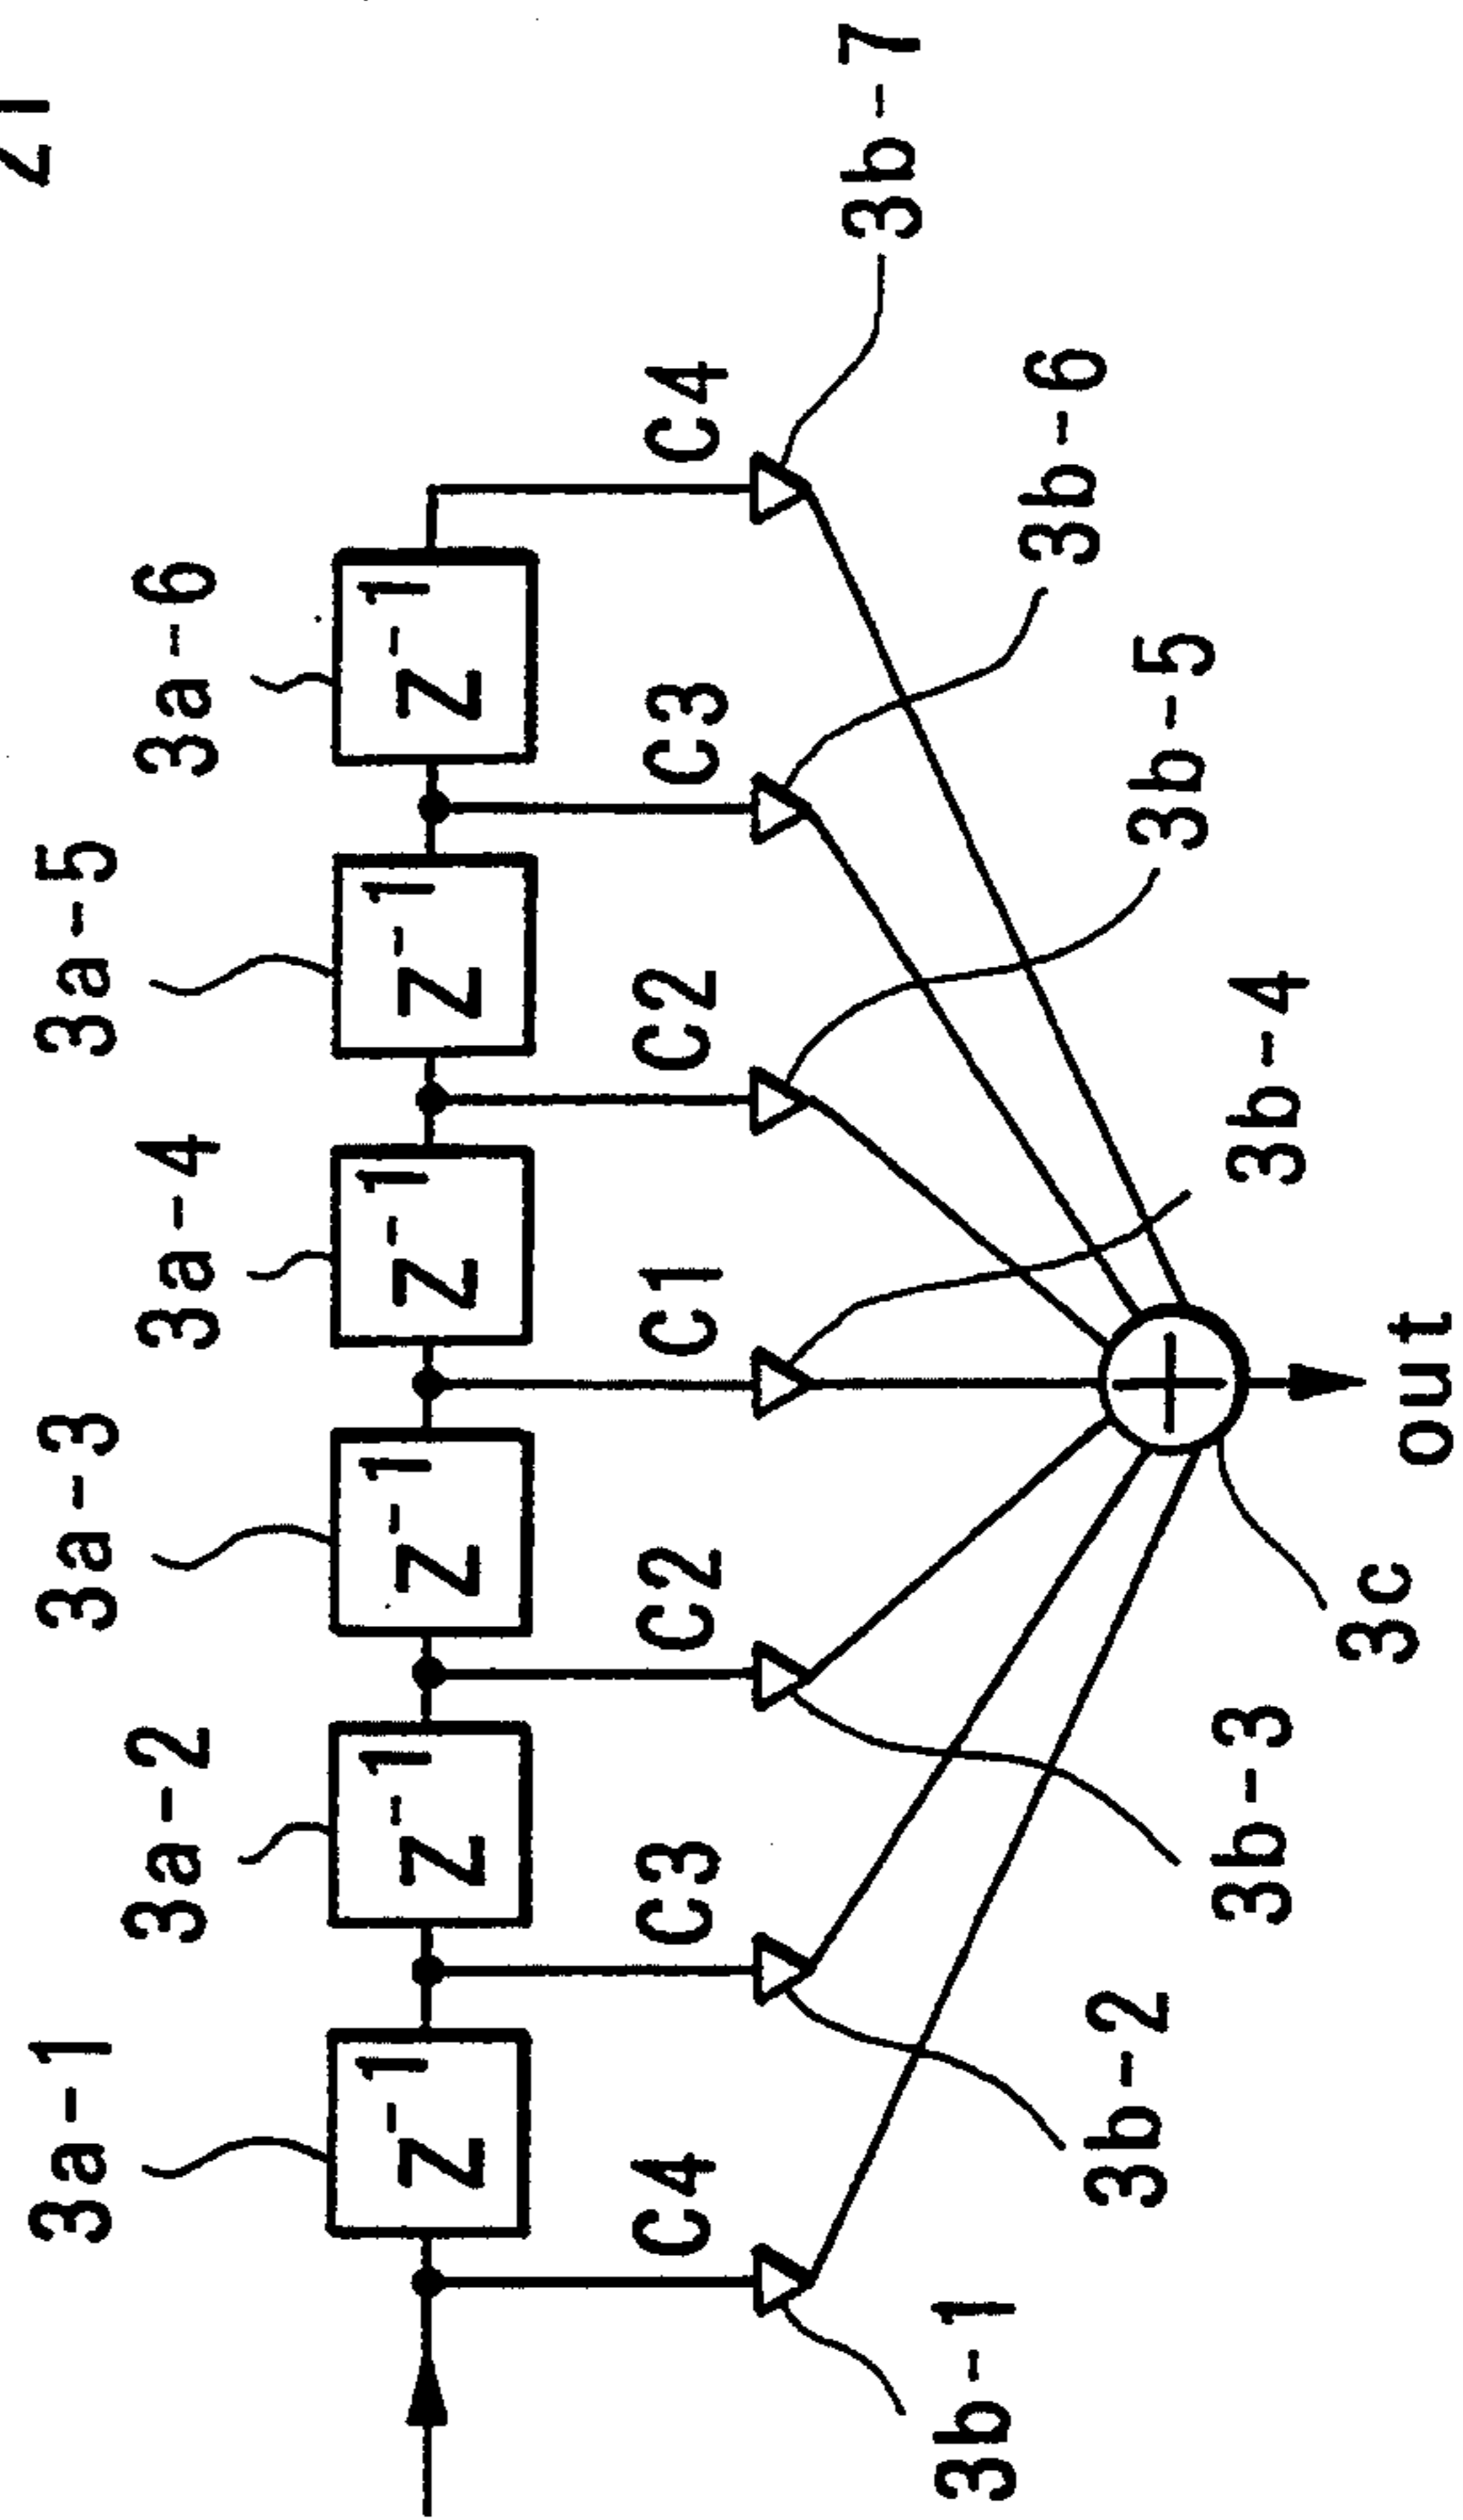 3a-1 3a-3 3a-5
3a-2 3a-4 3a-6
Z⁻¹ Z⁻¹ Z⁻¹ Z⁻¹ Z⁻¹ Z⁻¹
C4 C3 C2 C1 C2 C3 C4
3b-7
3b-1
3b-6
3b-2
3b-5
3b-3 3b-4
3c
out